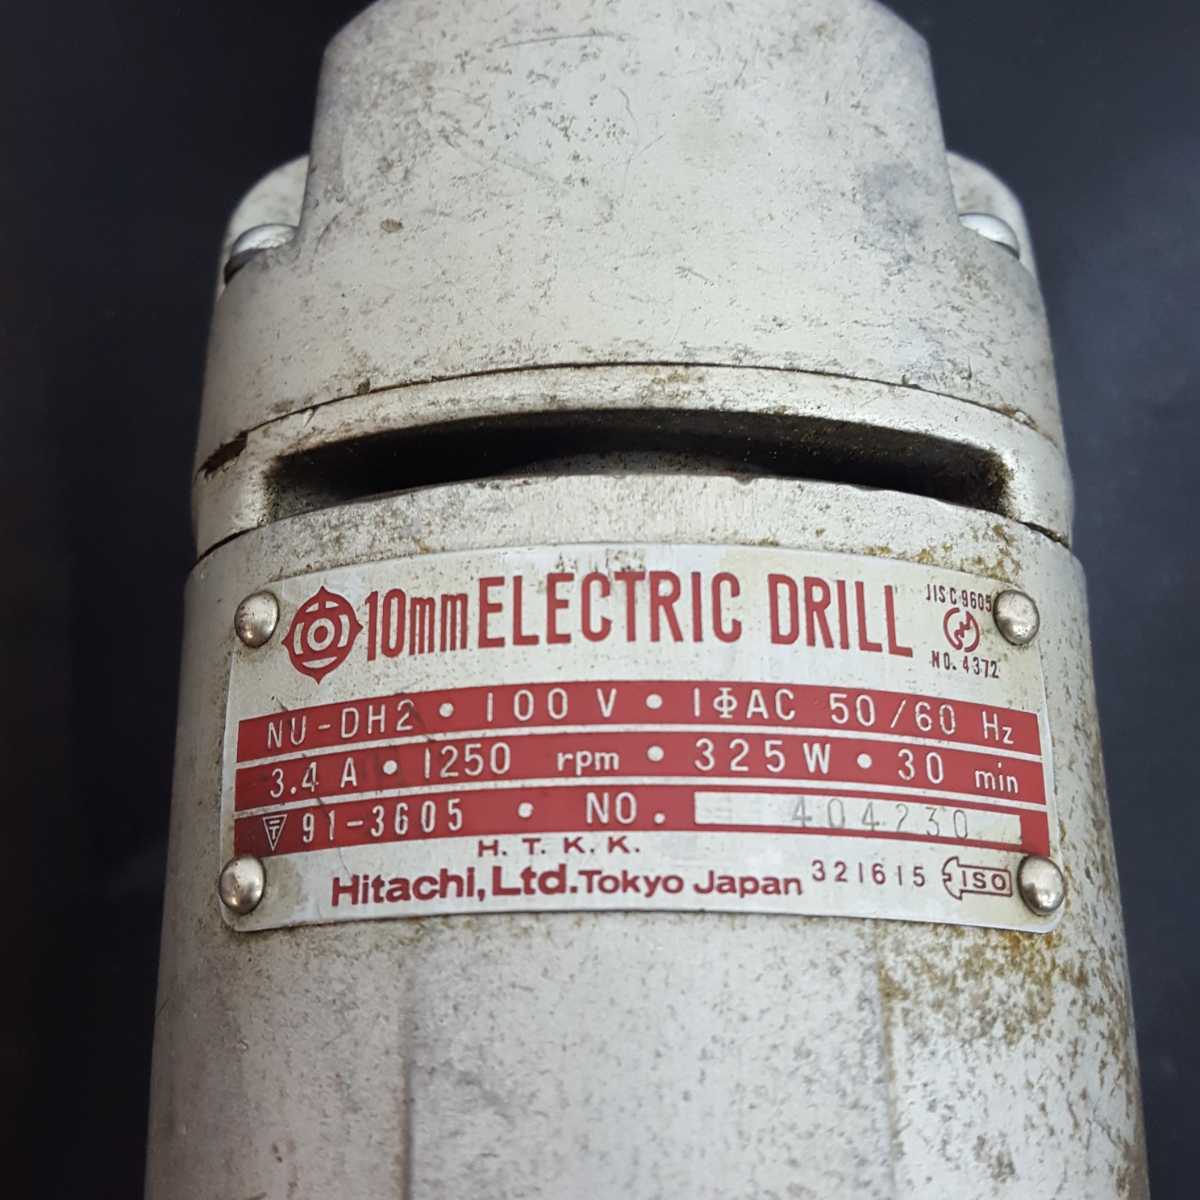 10mm ELECTRIC DRILL
JIS C 9605
NO. 4372
NU-DH2 • 100 V • 1ΦAC 50/60 Hz
3.4 A • 1250 rpm • 325 W • 30 min
〒 91-3605 • NO. 404230
H. T. K. K.
Hitachi, Ltd. Tokyo Japan 321615 ISO